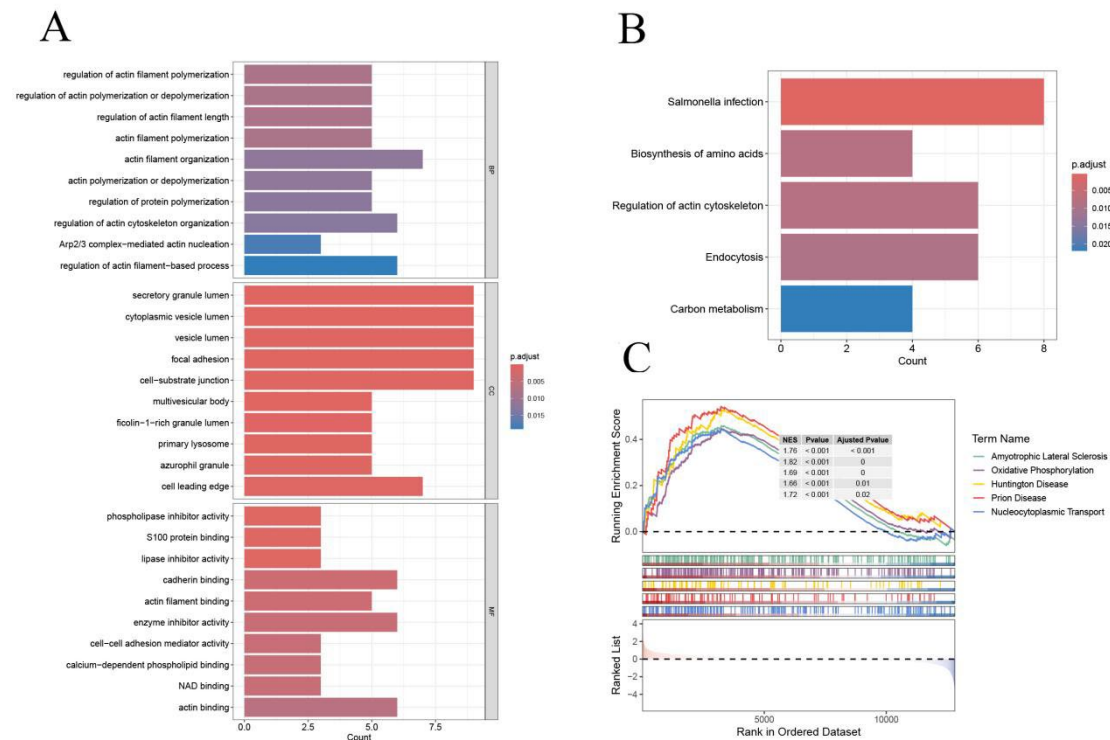 A
regulation of actin filament polymerization
regulation of actin polymerization or depolymerization
regulation of actin filament length
actin filament polymerization
actin filament organization
actin polymerization or depolymerization
regulation of protein polymerization
regulation of actin cytoskeleton organization
Arp2/3 complex−mediated actin nucleation
regulation of actin filament−based process
BP
secretory granule lumen
cytoplasmic vesicle lumen
vesicle lumen
focal adhesion
cell−substrate junction
multivesicular body
ficolin−1−rich granule lumen
primary lysosome
azurophil granule
cell leading edge
CC
phospholipase inhibitor activity
S100 protein binding
lipase inhibitor activity
cadherin binding
actin filament binding
enzyme inhibitor activity
cell−cell adhesion mediator activity
calcium−dependent phospholipid binding
NAD binding
actin binding
MF
0.0 2.5 5.0 7.5
Count
p.adjust
0.005
0.010
0.015
B
Salmonella infection
Biosynthesis of amino acids
Regulation of actin cytoskeleton
Endocytosis
Carbon metabolism
0 2 4 6 8
Count
p.adjust
0.005
0.010
0.015
0.020
C
Running Enrichment Score
0.4
0.2
0.0
NES Pvalue Ajusted Pvalue
1.76 < 0.001 < 0.001
1.82 < 0.001 0
1.69 < 0.001 0
1.66 < 0.001 0.01
1.72 < 0.001 0.02
Term Name
Amyotrophic Lateral Sclerosis
Oxidative Phosphorylation
Huntington Disease
Prion Disease
Nucleocytoplasmic Transport
Ranked List
4
2
0
−2
−4
5000 10000
Rank in Ordered Dataset